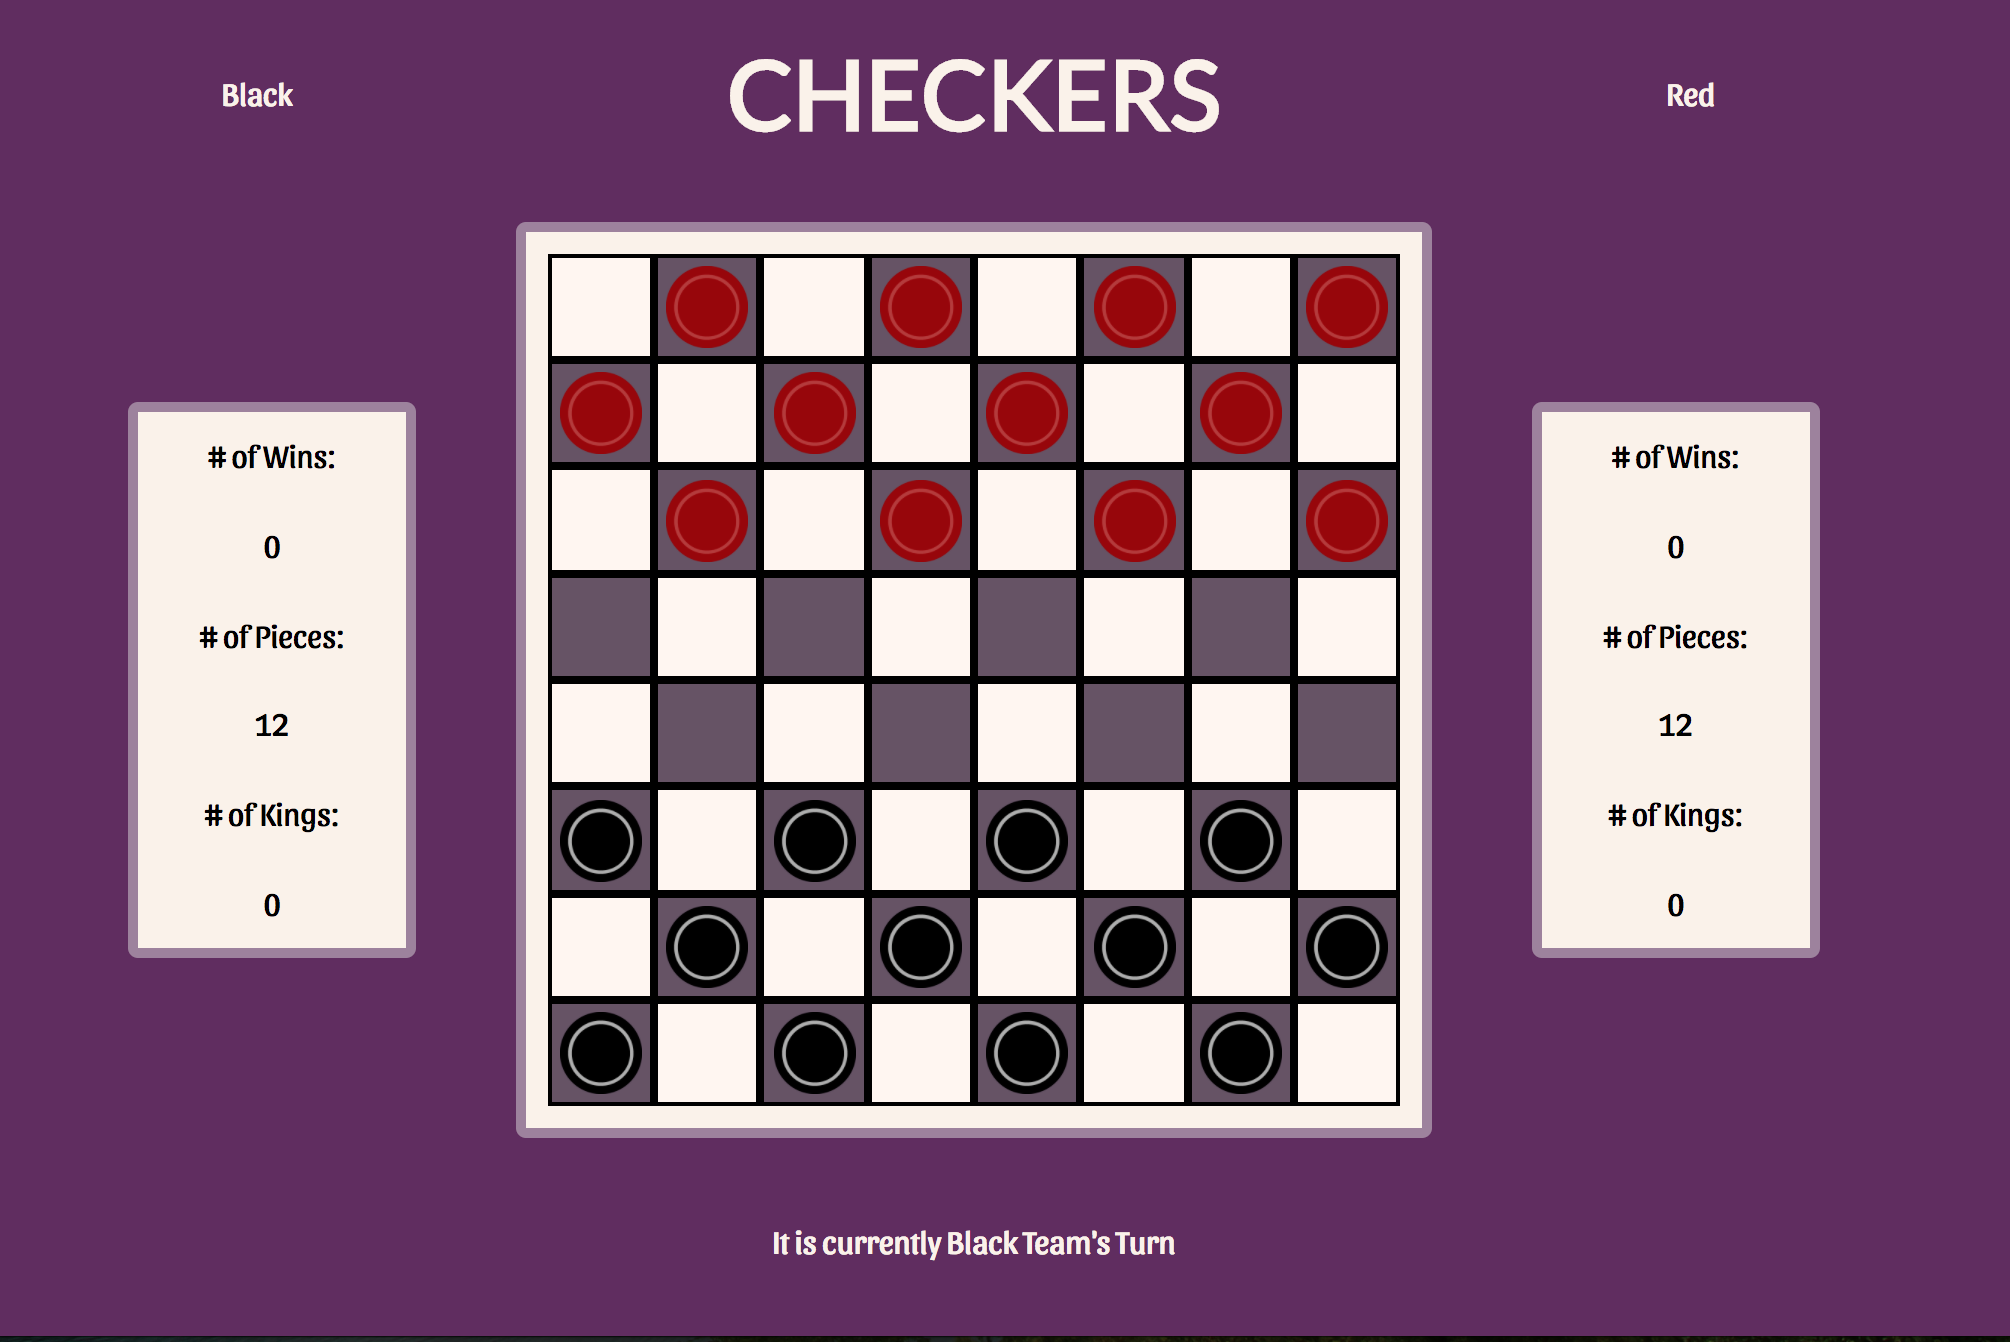 Black
CHECKERS
Red
# of Wins:
0
# of Pieces:
12
# of Kings:
0
# of Wins:
0
# of Pieces:
12
# of Kings:
0
It is currently Black Team's Turn